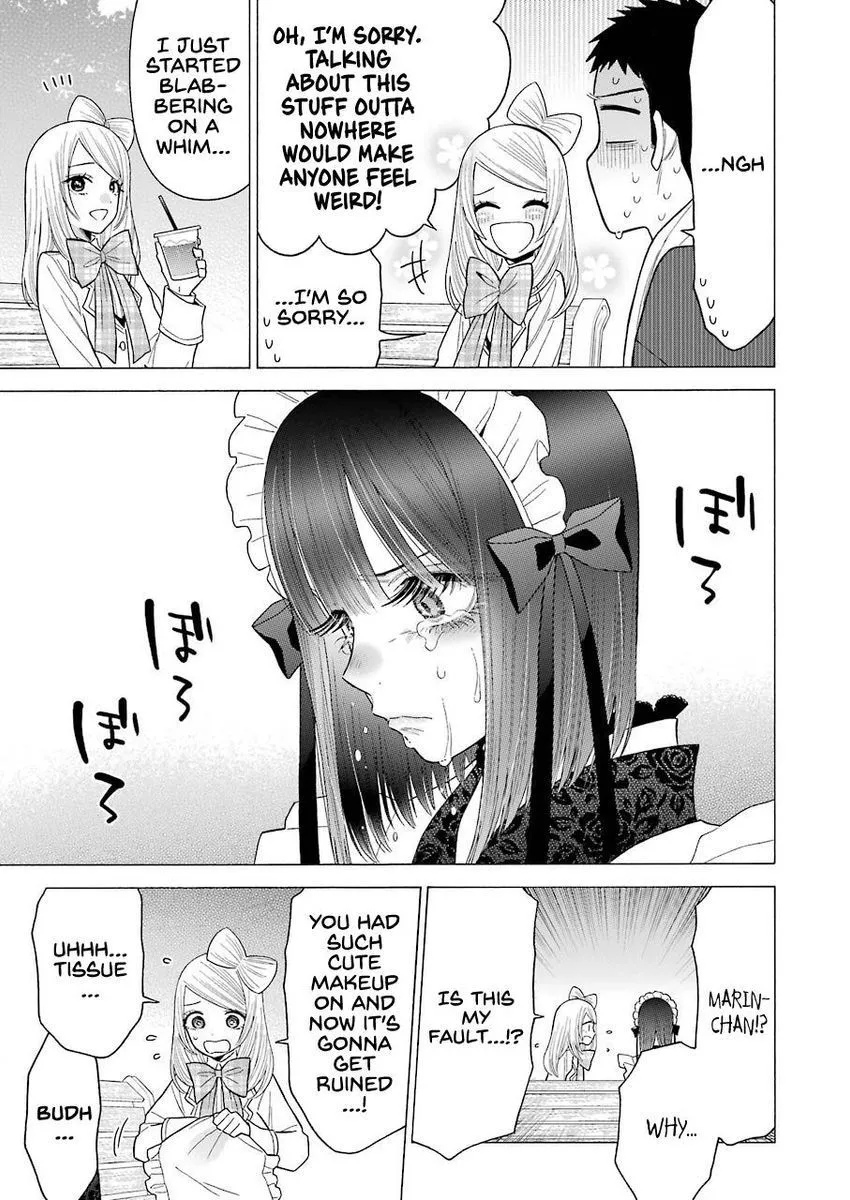 ...NGH
OH, I'M SORRY.
TALKING
ABOUT THIS
STUFF OUTTA
NOWHERE
WOULD MAKE
ANYONE FEEL
WEIRD!
...I'M SO
SORRY...
I JUST
STARTED
BLAB-
BERING
ON A
WHIM...
ぼろ
ぼろ
ぼろ
MARIN-
CHAN!?
WHY...
IS THIS
MY
FAULT...!?
YOU HAD
SUCH
CUTE
MAKEUP
ON AND
NOW IT'S
GONNA
GET
RUINED
...!
UHHH...
TISSUE
...
BUDH
...